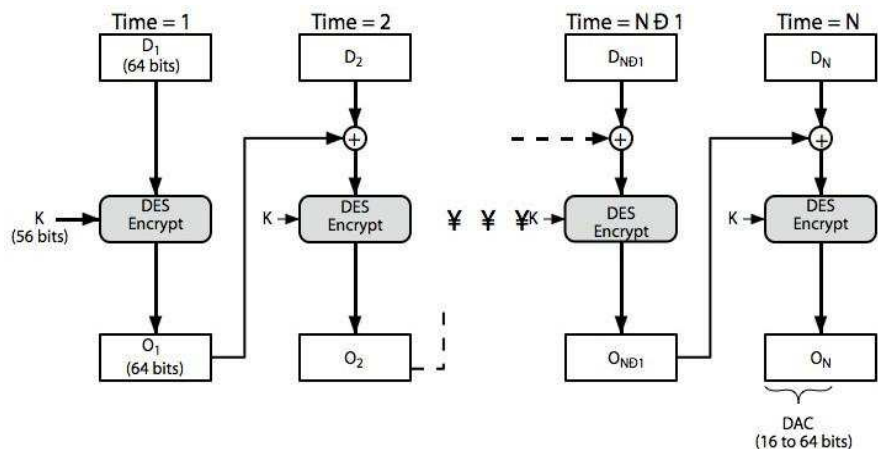 Time = 1
Time = 2
Time = N Ð 1
Time = N
D1
(64 bits)
D2
DNÐ1
DN
+
+
+
K
(56 bits)
DES
Encrypt
K
DES
Encrypt
¥ ¥ ¥
K
DES
Encrypt
K
DES
Encrypt
O1
(64 bits)
O2
ONÐ1
ON
DAC
(16 to 64 bits)